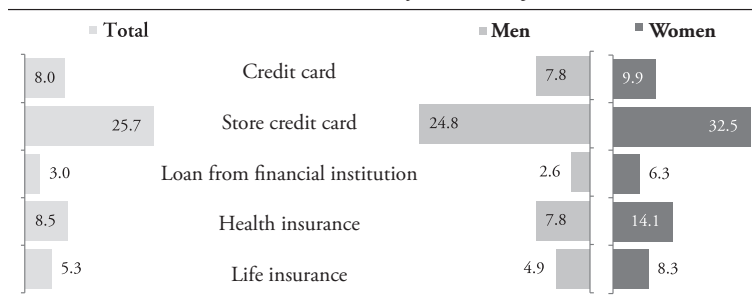 Total Men Women
8.0 Credit card 7.8 9.9
25.7 Store credit card 24.8 32.5
3.0 Loan from financial institution 2.6 6.3
8.5 Health insurance 7.8 14.1
5.3 Life insurance 4.9 8.3